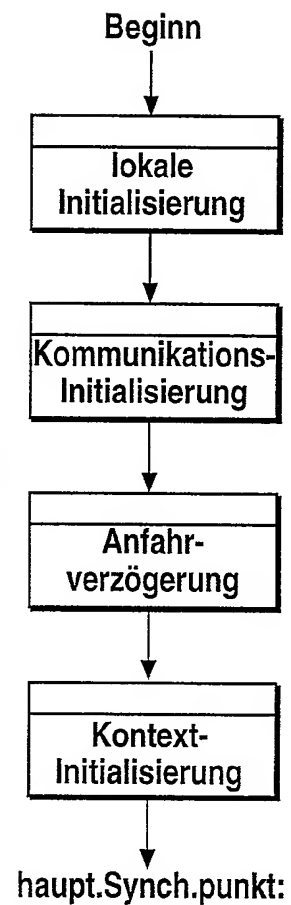 Beginn
lokale
Initialisierung
Kommunikations-
Initialisierung
Anfahr-
verzögerung
Kontext-
Initialisierung
haupt.Synch.punkt: